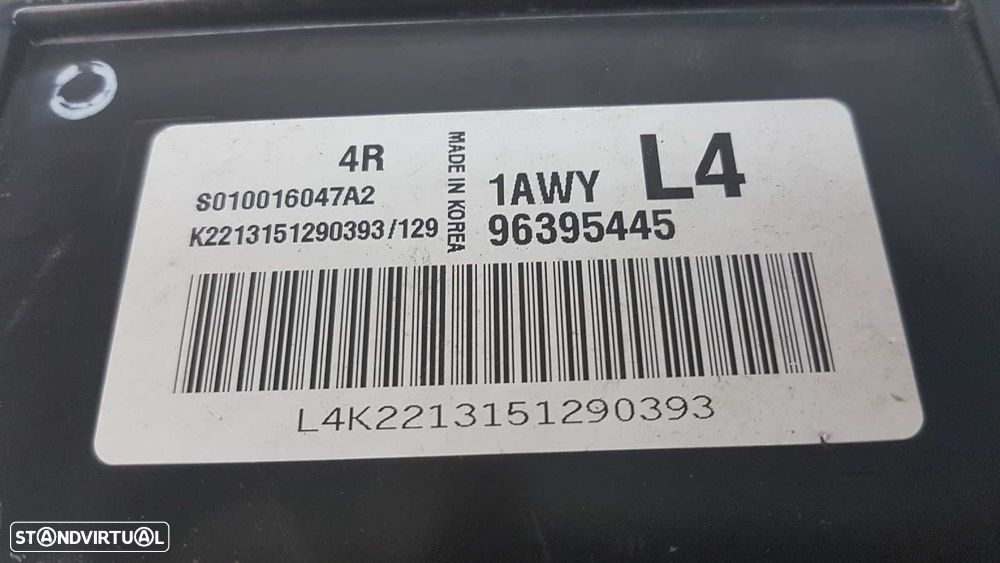 4R
S010016047A2
K2213151290393/129
MADE IN KOREA
1AWY
L4
96395445
L4K2213151290393
STANDVIRTUAL